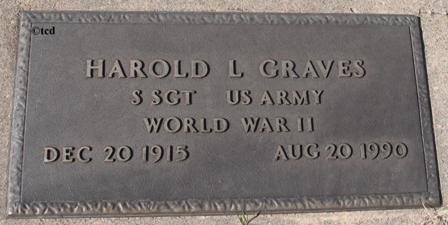 ©tcd
HAROLD L GRAVES
S SGT US ARMY
WORLD WAR II
DEC 20 1915 AUG 20 1990